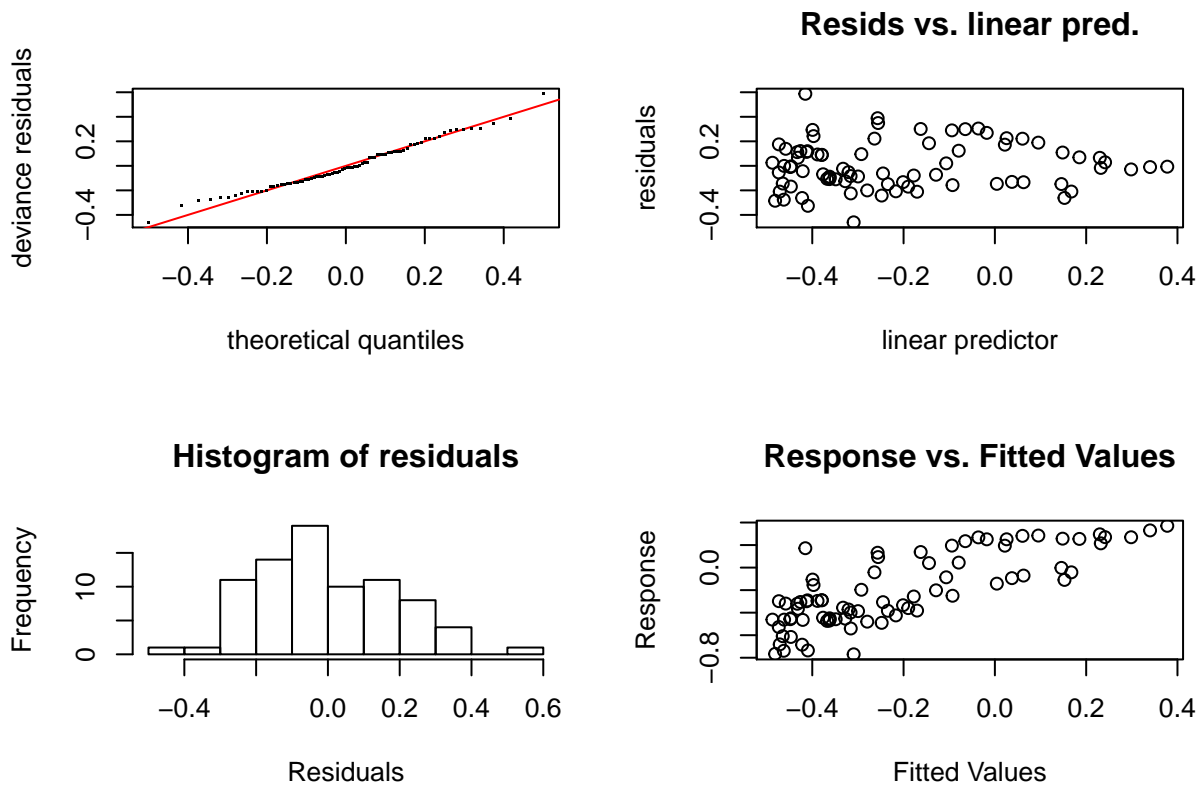 deviance residuals
0.2
−0.4
−0.4 −0.2 0.0 0.2 0.4
theoretical quantiles
Resids vs. linear pred.
residuals
0.2
−0.4
−0.4 −0.2 0.0 0.2 0.4
linear predictor
Histogram of residuals
Frequency
10
0
−0.4 0.0 0.2 0.4 0.6
Residuals
Response vs. Fitted Values
Response
0.0
−0.8
−0.4 −0.2 0.0 0.2 0.4
Fitted Values